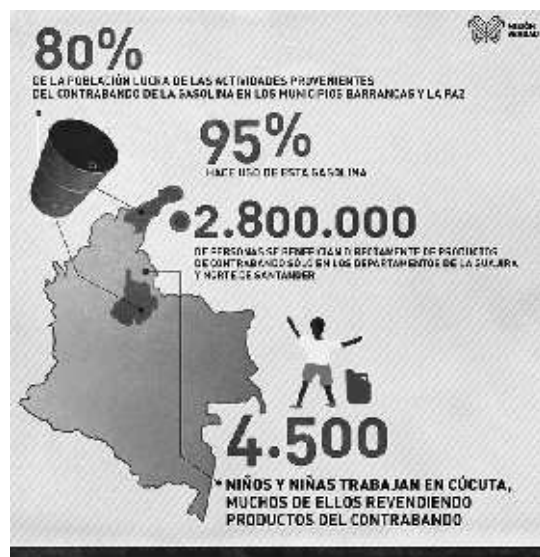 MISIÓN
VERDAD
80%
DE LA POBLACIÓN LUCRA DE LAS ACTIVIDADES PROVENIENTES
DEL CONTRABANDO DE LA GASOLINA EN LOS MUNICIPIOS BARRANCAS Y LA PAZ
95%
HACE USO DE ESTA GASOLINA
2.800.000
DE PERSONAS SE BENEFICIAN DIRECTAMENTE DE PRODUCTOS
DE CONTRABANDO SÓLO EN LOS DEPARTAMENTOS DE LA GUAJIRA
Y NORTE DE SANTANDER
4.500
* NIÑOS Y NIÑAS TRABAJAN EN CÚCUTA,
MUCHOS DE ELLOS REVENDIENDO
PRODUCTOS DEL CONTRABANDO